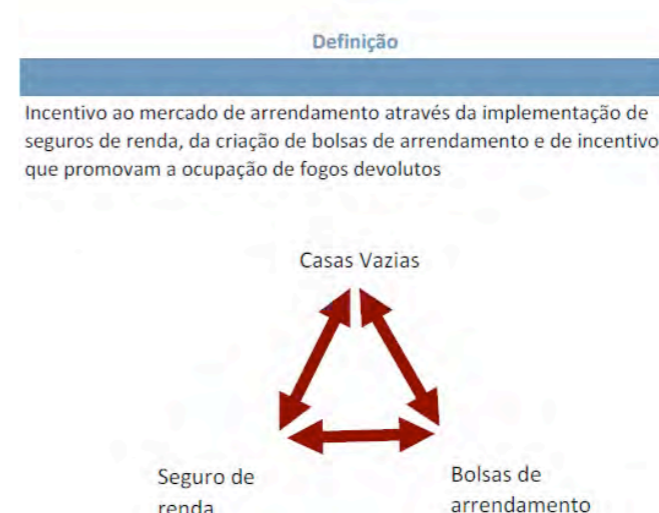 Definição
Incentivo ao mercado de arrendamento através da implementação de
seguros de renda, da criação de bolsas de arrendamento e de incentivo
que promovam a ocupação de fogos devolutos
Casas Vazias
Seguro de
renda
Bolsas de
arrendamento